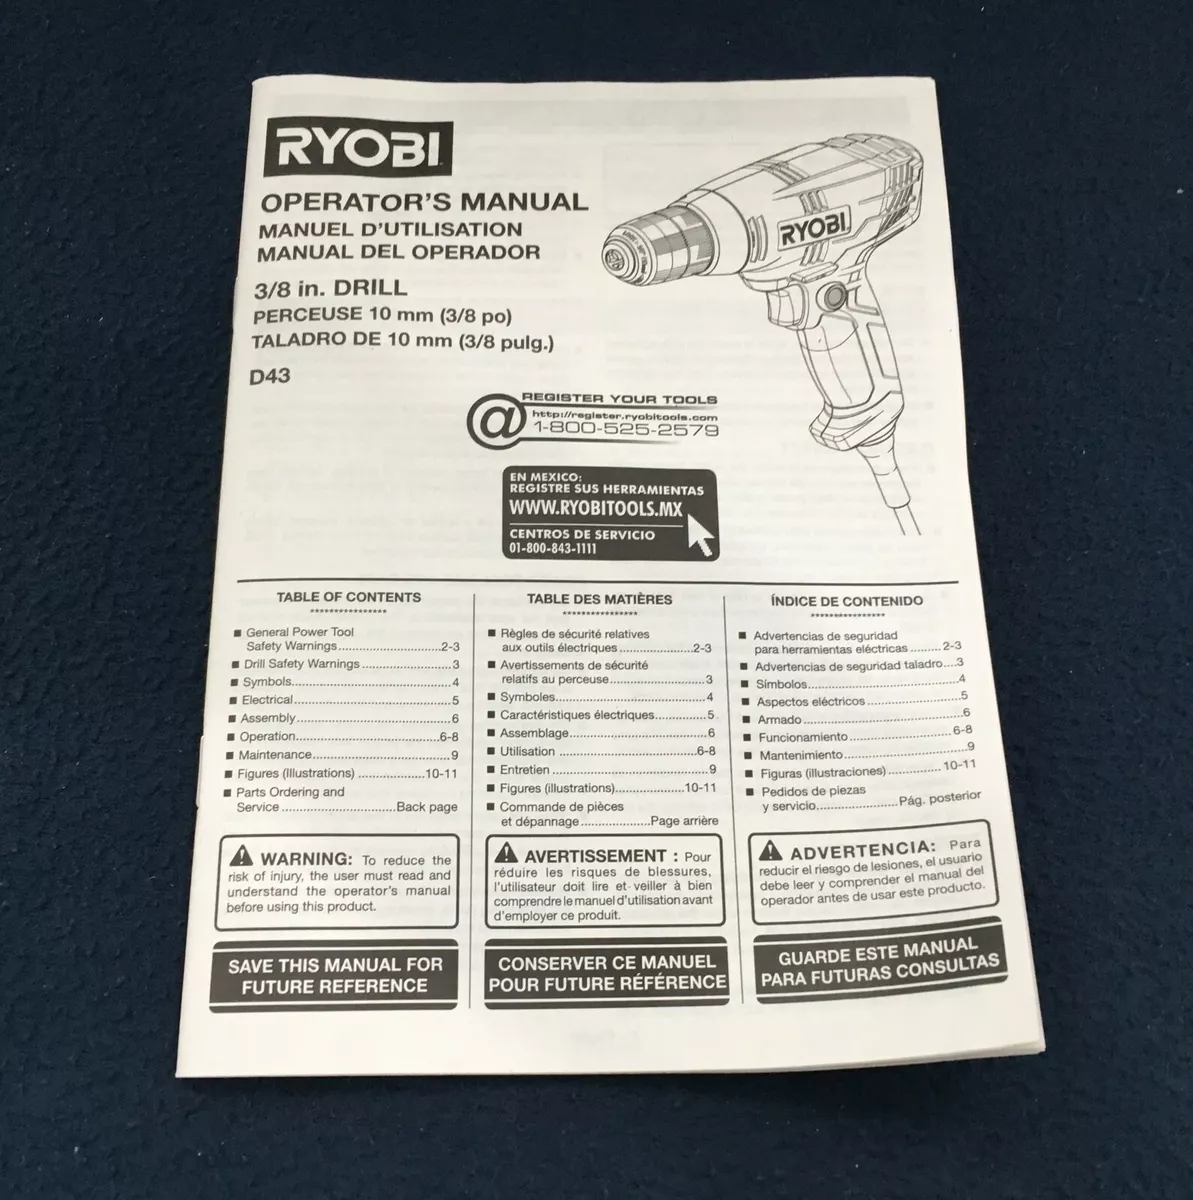 RYOBI
OPERATOR'S MANUAL
MANUEL D'UTILISATION
MANUAL DEL OPERADOR
3/8 in. DRILL
PERCEUSE 10 mm (3/8 po)
TALADRO DE 10 mm (3/8 pulg.)
D43
RYOBI
REGISTER YOUR TOOLS
http://register.ryobitools.com
1-800-525-2579
EN MEXICO:
REGISTRE SUS HERRAMIENTAS
WWW.RYOBITOOLS.MX
CENTROS DE SERVICIO
01-800-843-1111
TABLE OF CONTENTS
****************
■ General Power Tool
Safety Warnings............................2-3
■ Drill Safety Warnings.........................3
■ Symbols..........................................4
■ Electrical...........................................5
■ Assembly..........................................6
■ Operation.......................................6-8
■ Maintenance......................................9
■ Figures (Illustrations) ..................10-11
■ Parts Ordering and
Service...............................Back page
⚠ WARNING: To reduce the
risk of injury, the user must read and
understand the operator's manual
before using this product.
SAVE THIS MANUAL FOR
FUTURE REFERENCE
TABLE DES MATIÈRES
****************
■ Règles de sécurité relatives
aux outils électriques....................2-3
■ Avertissements de sécurité
relatifs au perceuse..........................3
■ Symboles.........................................4
■ Caractéristiques électriques..............5
■ Assemblage......................................6
■ Utilisation .....................................6-8
■ Entretien ...........................................9
■ Figures (illustrations)...................10-11
■ Commande de pièces
et dépannage...................Page arrière
⚠ AVERTISSEMENT : Pour
réduire les risques de blessures,
l'utilisateur doit lire et veiller à bien
comprendre le manuel d'utilisation avant
d'employer ce produit.
CONSERVER CE MANUEL
POUR FUTURE RÉFÉRENCE
ÍNDICE DE CONTENIDO
****************
■ Advertencias de seguridad
para herramientas eléctricas.........2-3
■ Advertencias de seguridad taladro....3
■ Símbolos..........................................4
■ Aspectos eléctricos..........................5
■ Armado............................................6
■ Funcionamiento............................6-8
■ Mantenimiento..................................9
■ Figuras (illustraciones)..............10-11
■ Pedidos de piezas
y servicio......................Pág. posterior
⚠ ADVERTENCIA: Para
reducir el riesgo de lesiones, el usuario
debe leer y comprender el manual del
operador antes de usar este producto.
GUARDE ESTE MANUAL
PARA FUTURAS CONSULTAS